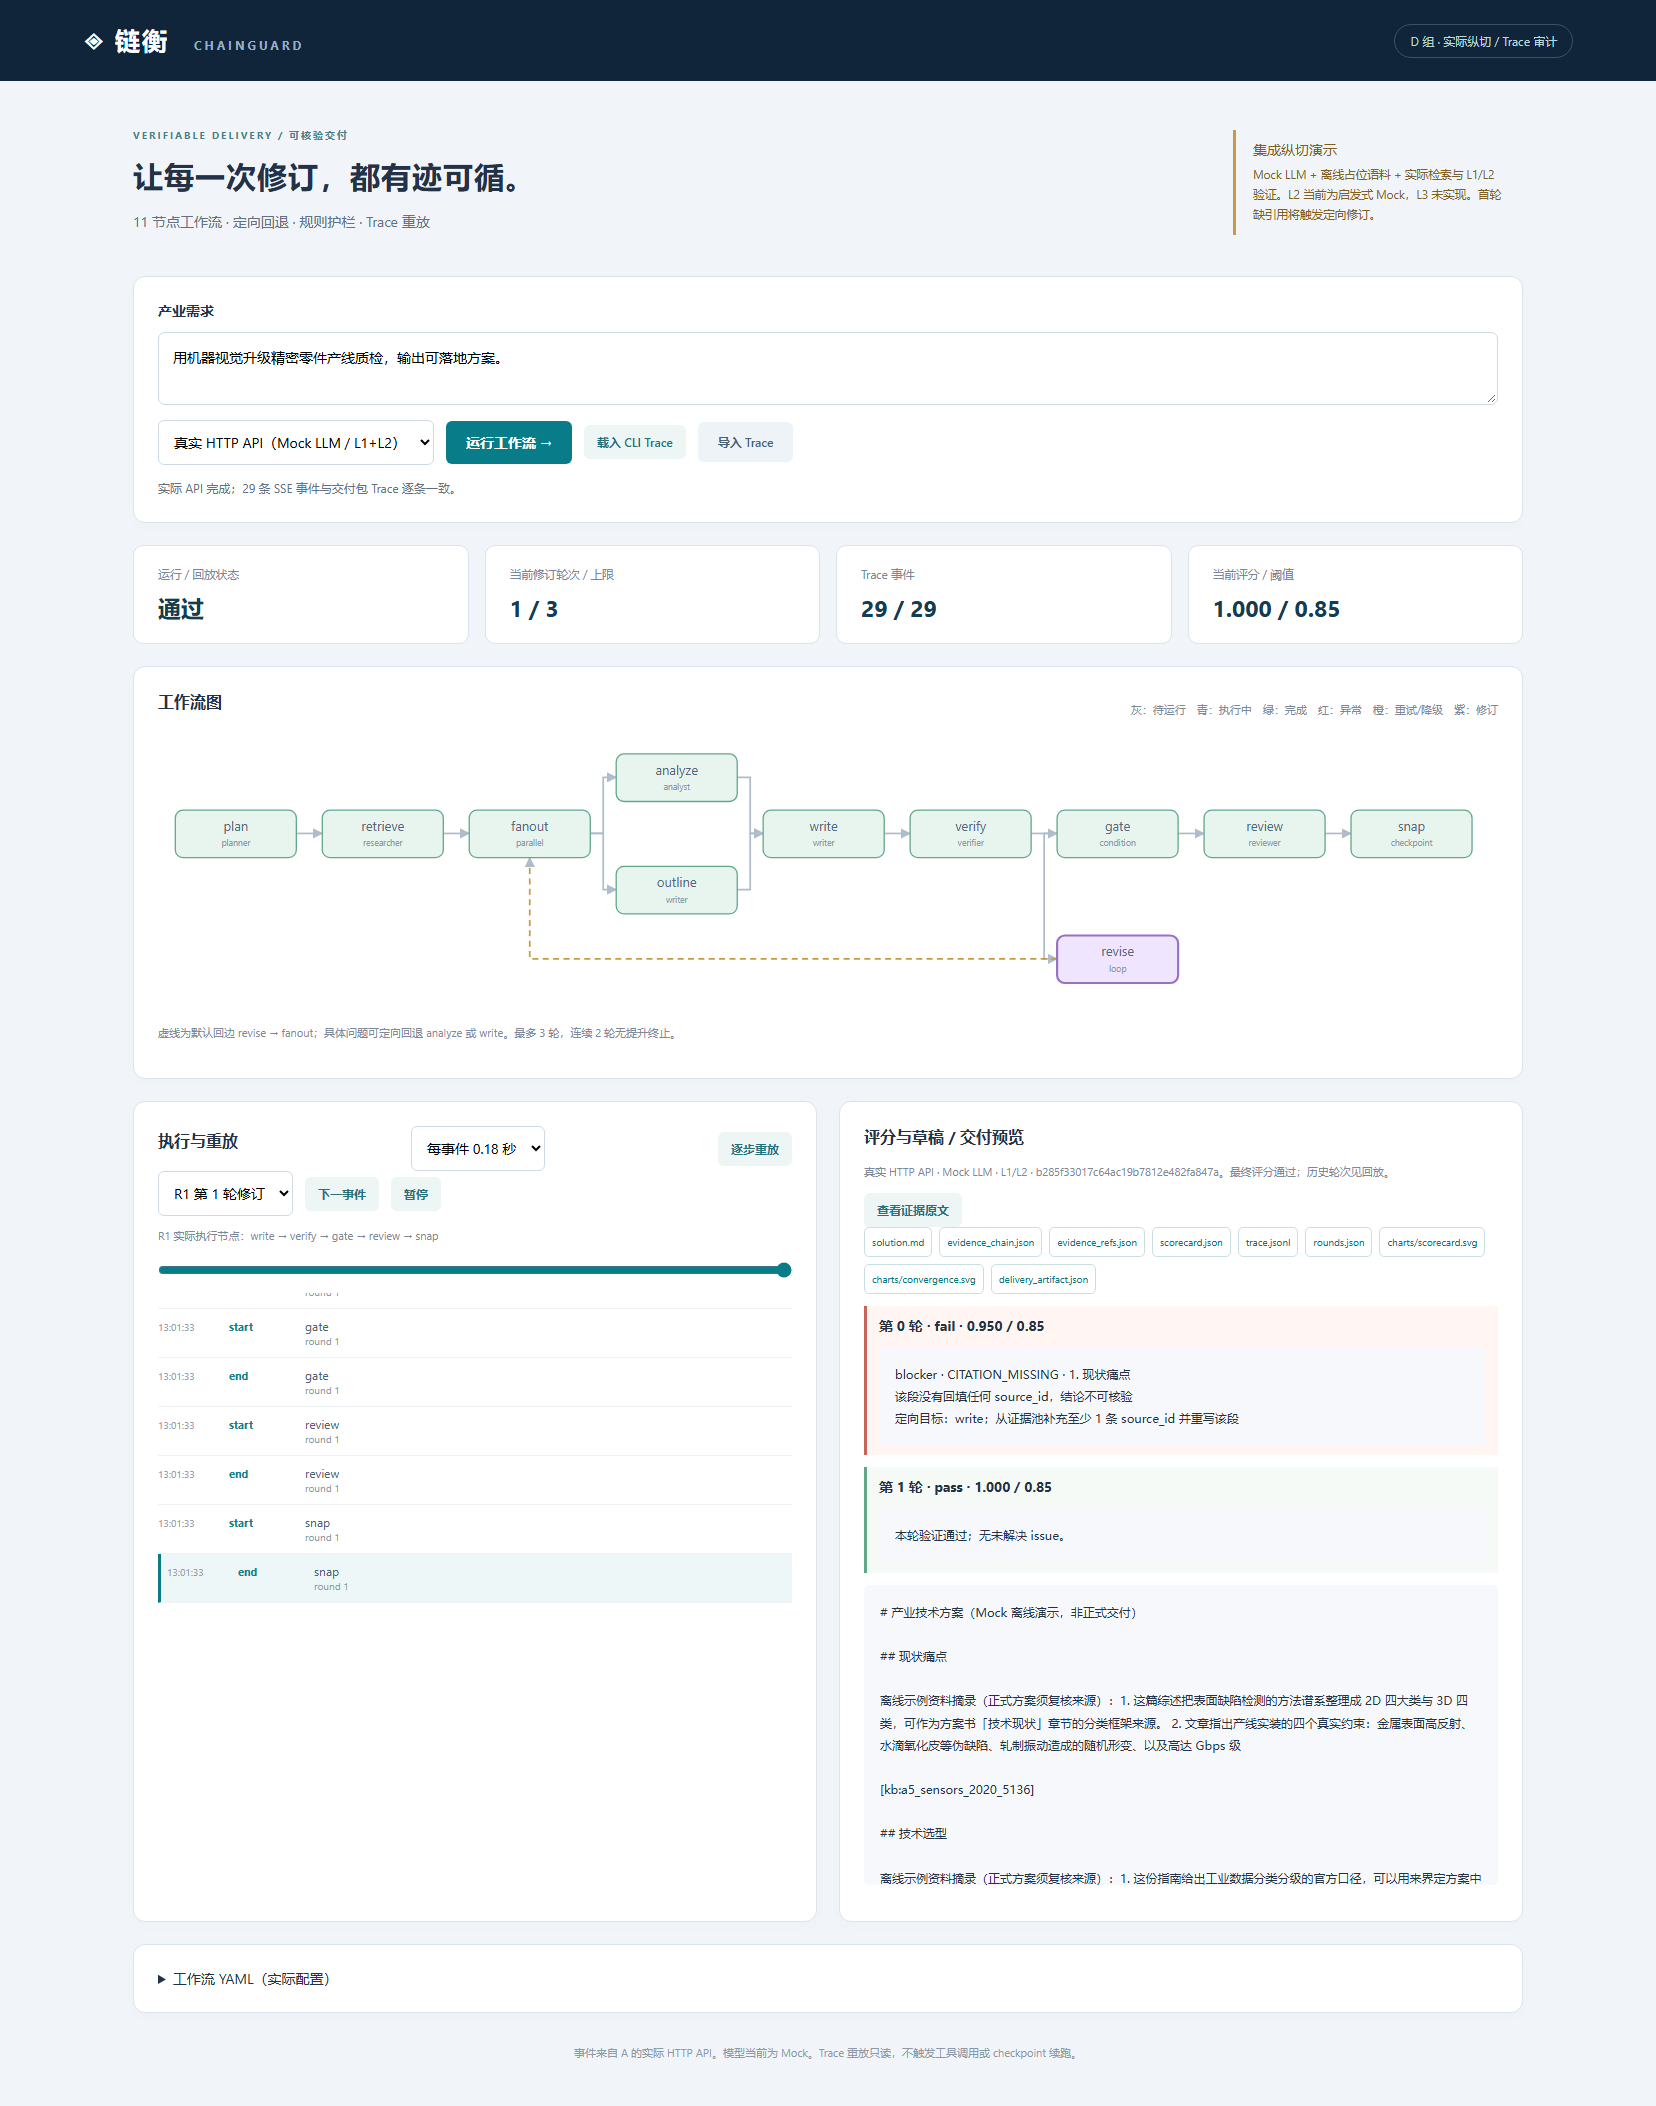 链衡 CHAINGUARD
D 组 · 实际纵切 / Trace 审计
VERIFIABLE DELIVERY / 可核验交付
让每一次修订，都有迹可循。
11 节点工作流 · 定向回退 · 规则护栏 · Trace 重放
集成纵切演示
Mock LLM + 离线占位语料 + 实际检索与 L1/L2
验证。L2 当前为启发式 Mock，L3 未实现。首轮
缺引用将触发定向修订。
产业需求
用机器视觉升级精密零件产线质检，输出可落地方案。
真实 HTTP API（Mock LLM / L1+L2）
运行工作流 →
载入 CLI Trace
导入 Trace
实际 API 完成；29 条 SSE 事件与交付包 Trace 逐条一致。
运行 / 回放状态
通过
当前修订轮次 / 上限
1 / 3
Trace 事件
29 / 29
当前评分 / 阈值
1.000 / 0.85
工作流图
灰：待运行 青：执行中 绿：完成 红：异常 橙：重试/降级 紫：修订
analyze
analyst
plan
planner
retrieve
researcher
fanout
parallel
write
writer
verify
verifier
gate
condition
review
reviewer
snap
checkpoint
outline
writer
revise
loop
虚线为默认回边 revise → fanout；具体问题可定向回退 analyze 或 write。最多 3 轮，连续 2 轮无提升终止。
执行与重放
每事件 0.18 秒
逐步重放
R1 第 1 轮修订
下一事件
暂停
R1 实际执行节点：write → verify → gate → review → snap
round 1
13:01:33 start gate
round 1
13:01:33 end gate
round 1
13:01:33 start review
round 1
13:01:33 end review
round 1
13:01:33 start snap
round 1
13:01:33 end snap
round 1
评分与草稿 / 交付预览
真实 HTTP API · Mock LLM · L1/L2 · b285f33017c64ac19b7812e482fa847a。最终评分通过；历史轮次见回放。
查看证据原文
solution.md
evidence_chain.json
evidence_refs.json
scorecard.json
trace.jsonl
rounds.json
charts/scorecard.svg
charts/convergence.svg
delivery_artifact.json
第 0 轮 · fail · 0.950 / 0.85
blocker · CITATION_MISSING · 1. 现状痛点
该段没有回填任何 source_id，结论不可核验
定向目标：write；从证据池补充至少 1 条 source_id 并重写该段
第 1 轮 · pass · 1.000 / 0.85
本轮验证通过；无未解决 issue。
# 产业技术方案（Mock 离线演示，非正式交付）
## 现状痛点
离线示例资料摘录（正式方案须复核来源）：1. 这篇综述把表面缺陷检测的方法谱系整理成 2D 四大类与 3D 四
类，可作为方案书「技术现状」章节的分类框架来源。 2. 文章指出产线实装的四个真实约束：金属表面高反射、
水滴氧化皮等伪缺陷、轧制振动造成的随机形变、以及高达 Gbps 级
[kb:a5_sensors_2020_5136]
## 技术选型
离线示例资料摘录（正式方案须复核来源）：1. 这份指南给出工业数据分类分级的官方口径，可以用来界定方案中
工作流 YAML（实际配置）
事件来自 A 的实际 HTTP API。模型当前为 Mock。Trace 重放只读，不触发工具调用或 checkpoint 续跑。